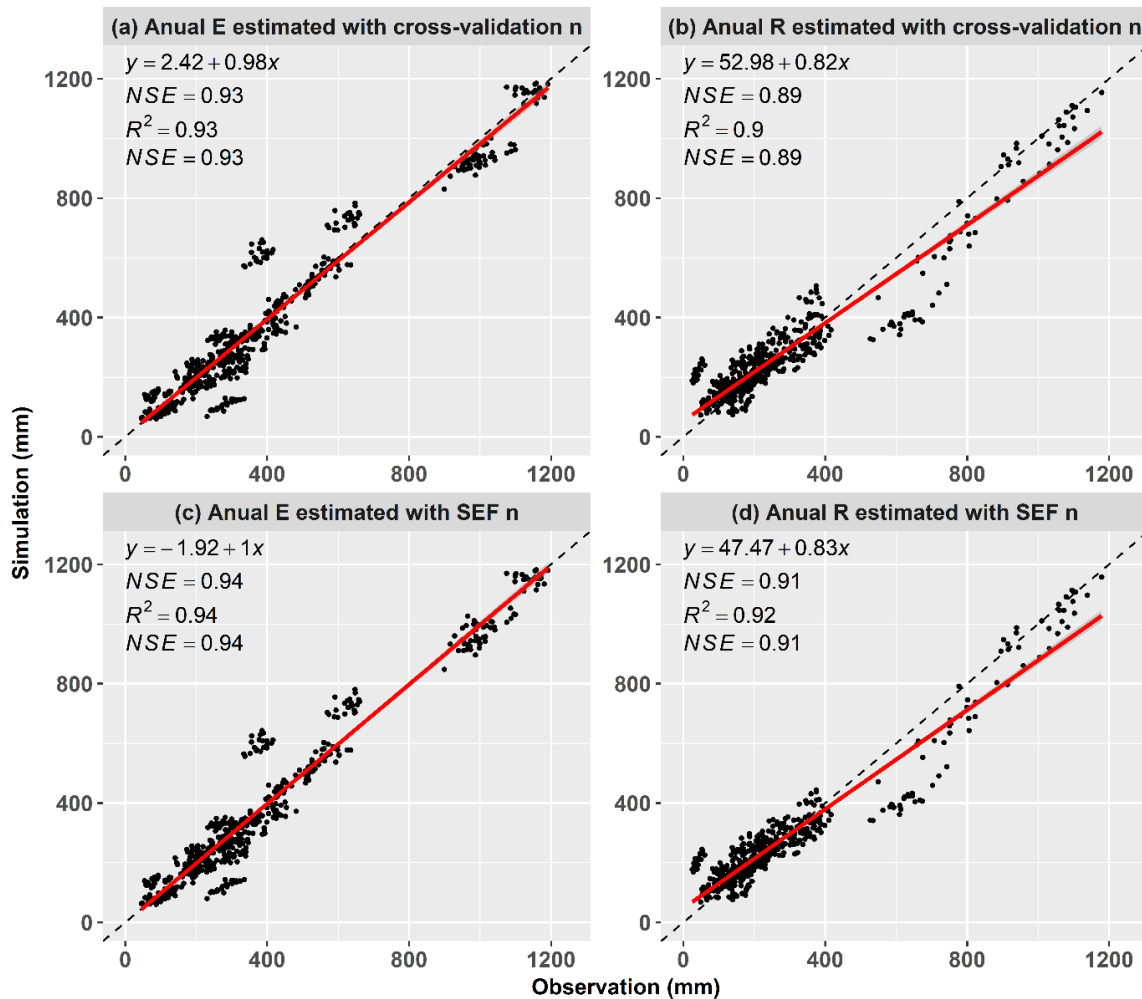 (a) Anual E estimated with cross-validation n
y = 2.42 + 0.98x
NSE = 0.93
R² = 0.93
NSE = 0.93
1200
800
400
0
0 400 800 1200
(b) Anual R estimated with cross-validation n
y = 52.98 + 0.82x
NSE = 0.89
R² = 0.9
NSE = 0.89
1200
800
400
0
0 400 800 1200
(c) Anual E estimated with SEF n
y = −1.92 + 1x
NSE = 0.94
R² = 0.94
NSE = 0.94
1200
800
400
0
0 400 800 1200
(d) Anual R estimated with SEF n
y = 47.47 + 0.83x
NSE = 0.91
R² = 0.92
NSE = 0.91
1200
800
400
0
0 400 800 1200
Simulation (mm)
Observation (mm)